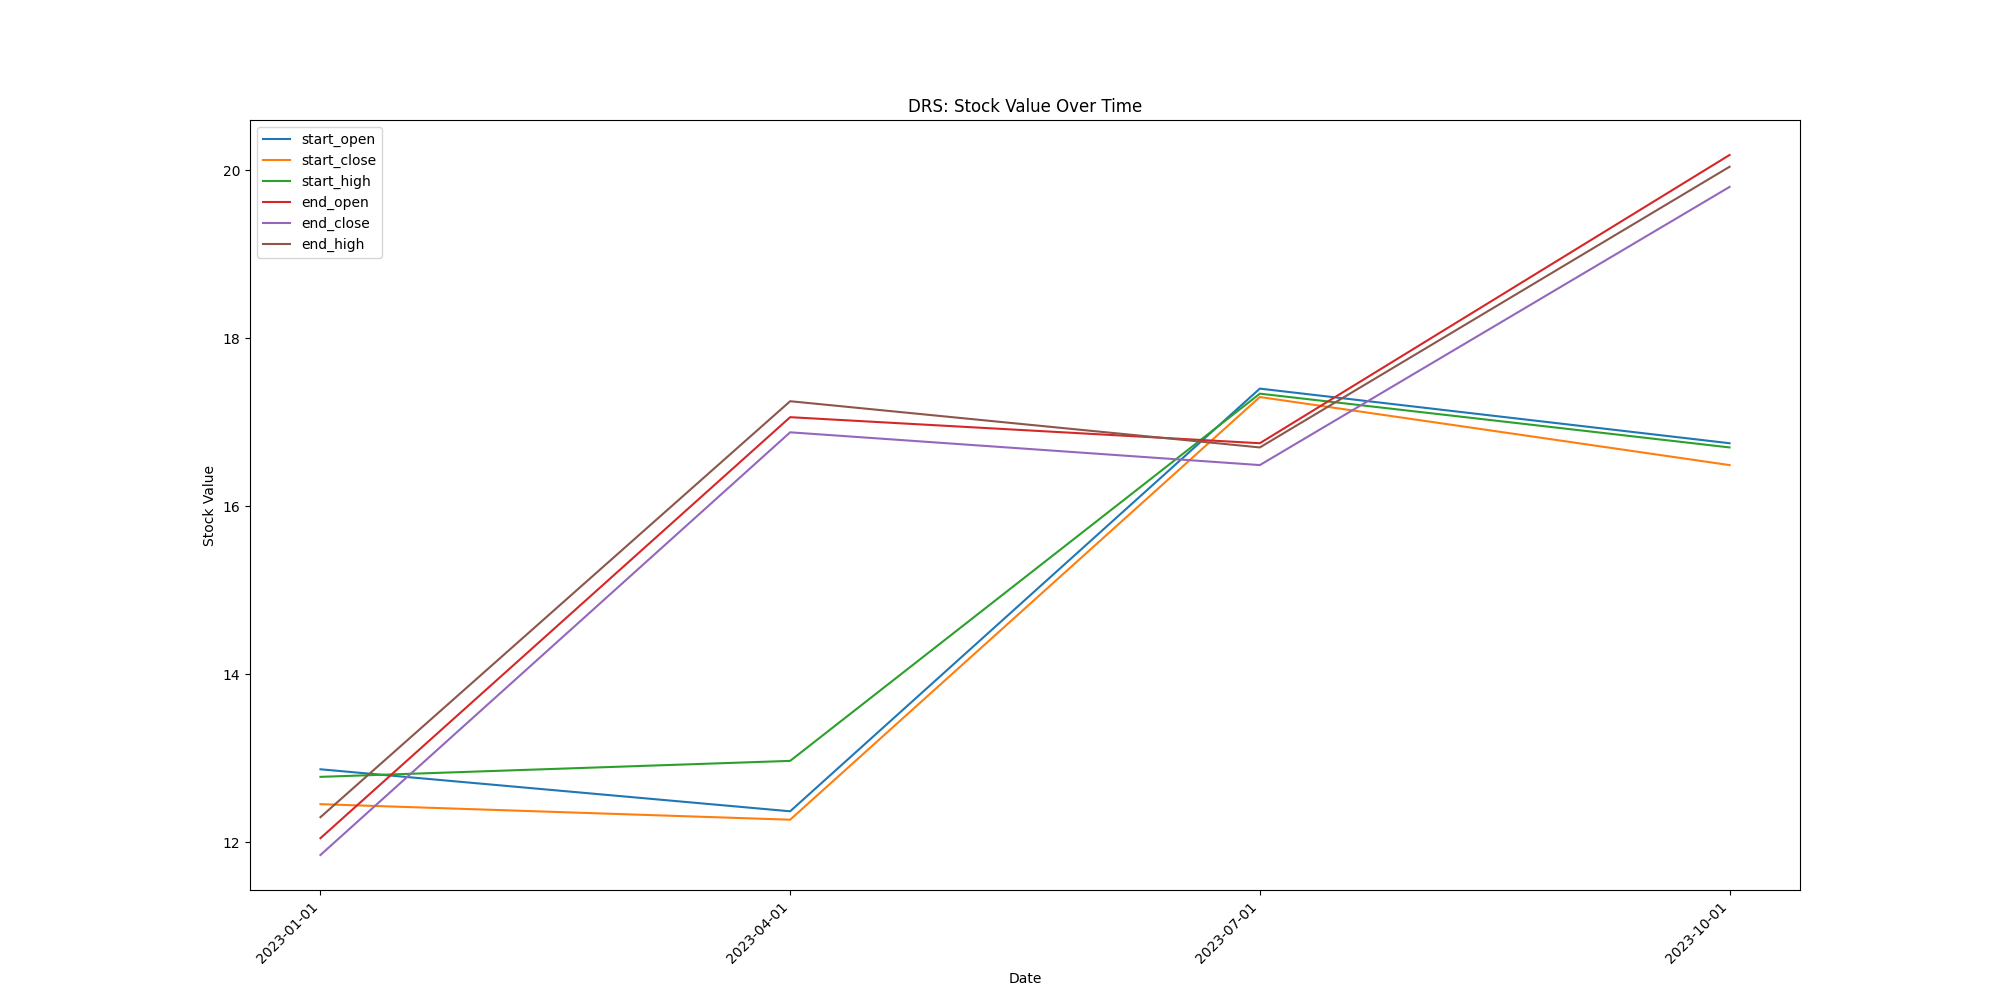 DRS: Stock Value Over Time
start_open
start_close
start_high
end_open
end_close
end_high
20
18
16
14
12
Stock Value
2023-01-01
2023-04-01
2023-07-01
2023-10-01
Date